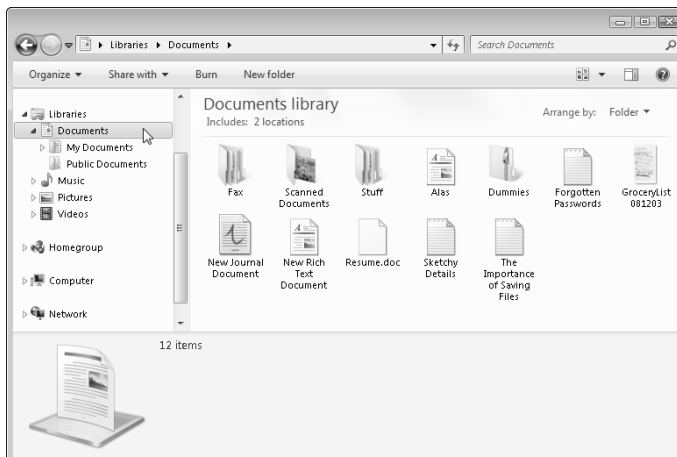 Libraries Documents
Search Documents
Organize Share with Burn New folder
Libraries
Documents
My Documents
Public Documents
Music
Pictures
Videos
Homegroup
Computer
Network
Documents library
Includes: 2 locations
Arrange by: Folder
Fax
Scanned
Documents
Stuff
Alas
Dummies
Forgotten
Passwords
GroceryList
081203
New Journal
Document
New Rich
Text
Document
Resume.doc
Sketchy
Details
The
Importance
of Saving
Files
12 items